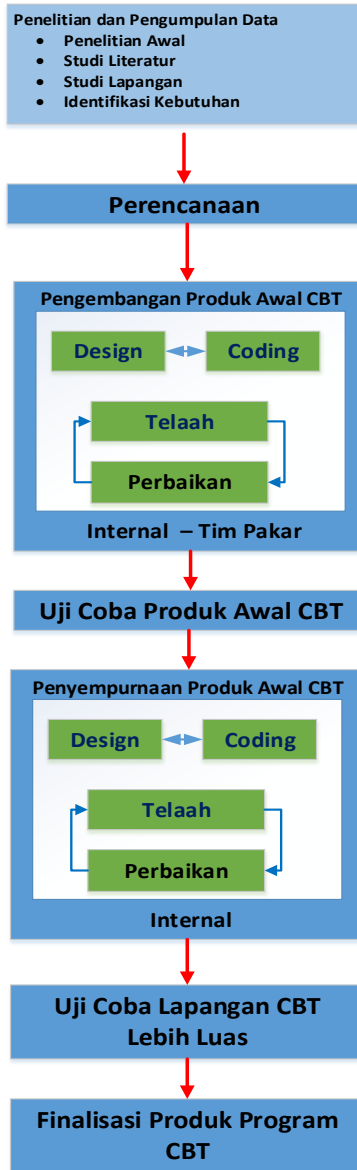 Penelitian dan Pengumpulan Data
• Penelitian Awal
• Studi Literatur
• Studi Lapangan
• Identifikasi Kebutuhan
Perencanaan
Pengembangan Produk Awal CBT
Design
Coding
Telaah
Perbaikan
Internal – Tim Pakar
Uji Coba Produk Awal CBT
Penyempurnaan Produk Awal CBT
Design
Coding
Telaah
Perbaikan
Internal
Uji Coba Lapangan CBT
Lebih Luas
Finalisasi Produk Program
CBT